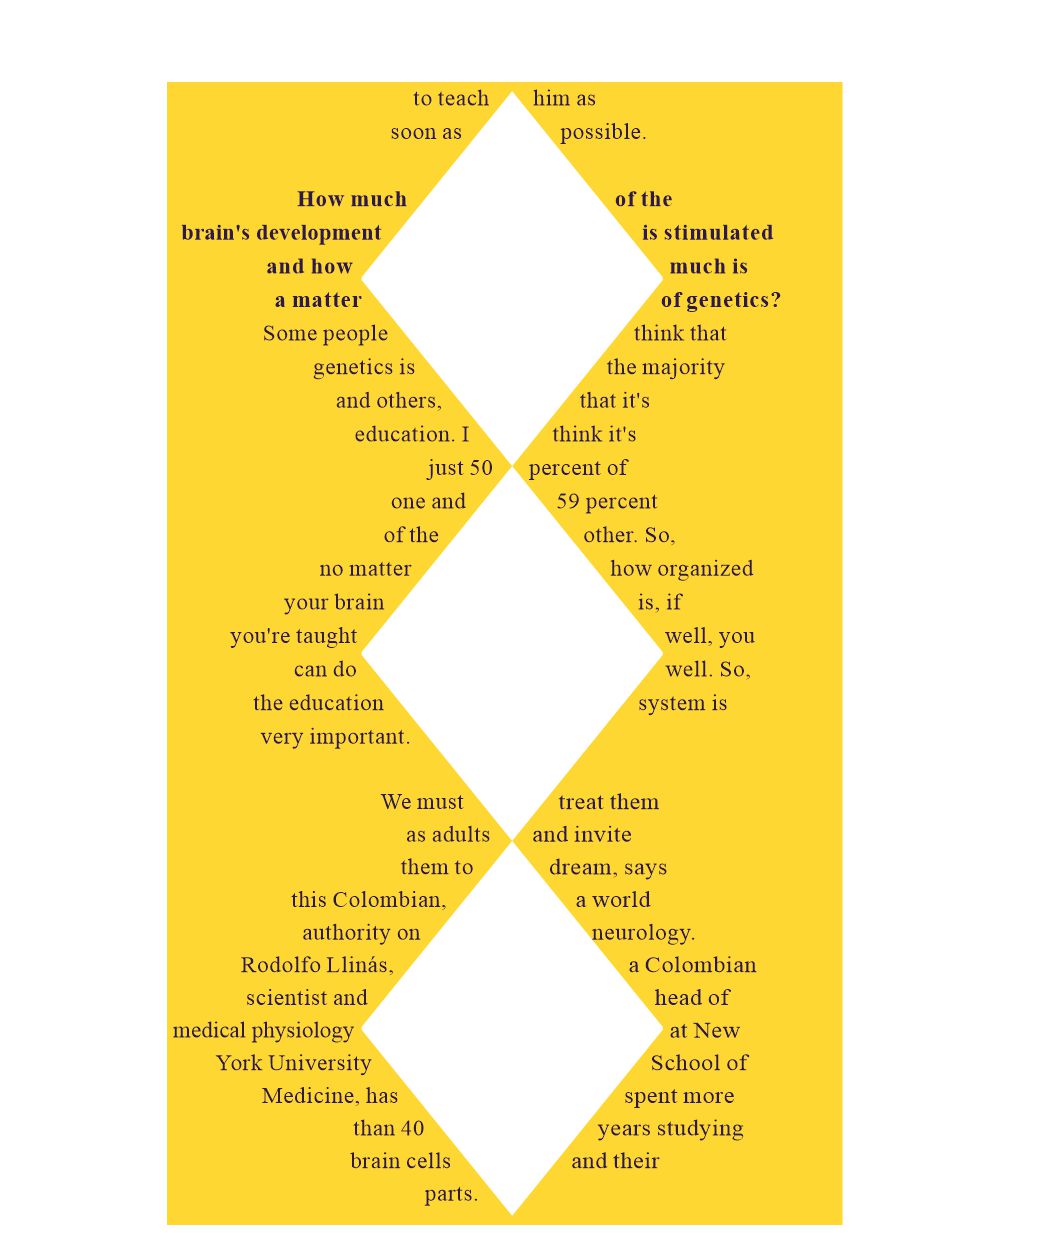 to teach him as
soon as possible.
How much of the
brain's development is stimulated
and how much is
a matter of genetics?
Some people think that
genetics is the majority
and others, that it's
education. I think it's
just 50 percent of
one and 59 percent
of the other. So,
no matter how organized
your brain is, if
you're taught well, you
can do well. So,
the education system is
very important.
We must treat them
as adults and invite
them to dream, says
this Colombian, a world
authority on neurology.
Rodolfo Llinás, a Colombian
scientist and head of
medical physiology at New
York University School of
Medicine, has spent more
than 40 years studying
brain cells and their
parts.